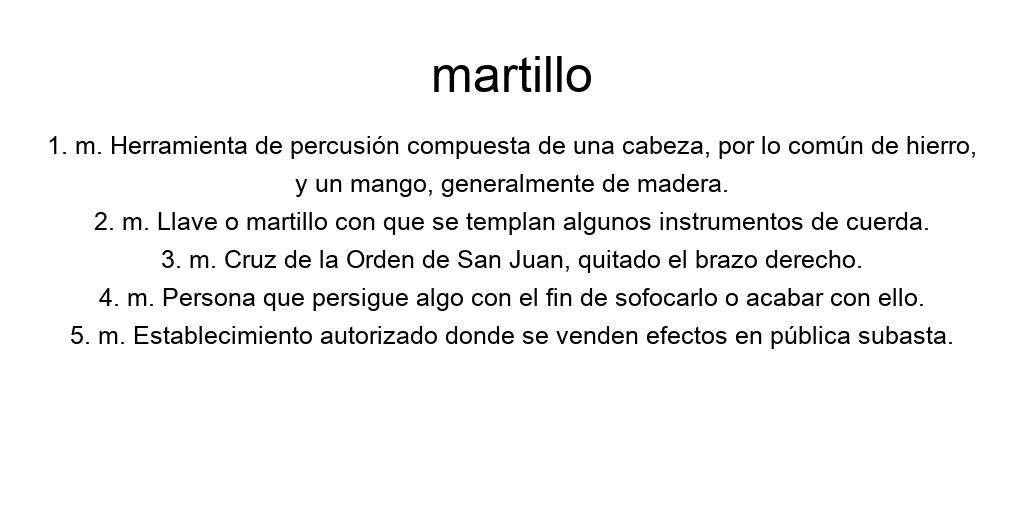 martillo
1. m. Herramienta de percusión compuesta de una cabeza, por lo común de hierro,
y un mango, generalmente de madera.
2. m. Llave o martillo con que se templan algunos instrumentos de cuerda.
3. m. Cruz de la Orden de San Juan, quitado el brazo derecho.
4. m. Persona que persigue algo con el fin de sofocarlo o acabar con ello.
5. m. Establecimiento autorizado donde se venden efectos en pública subasta.